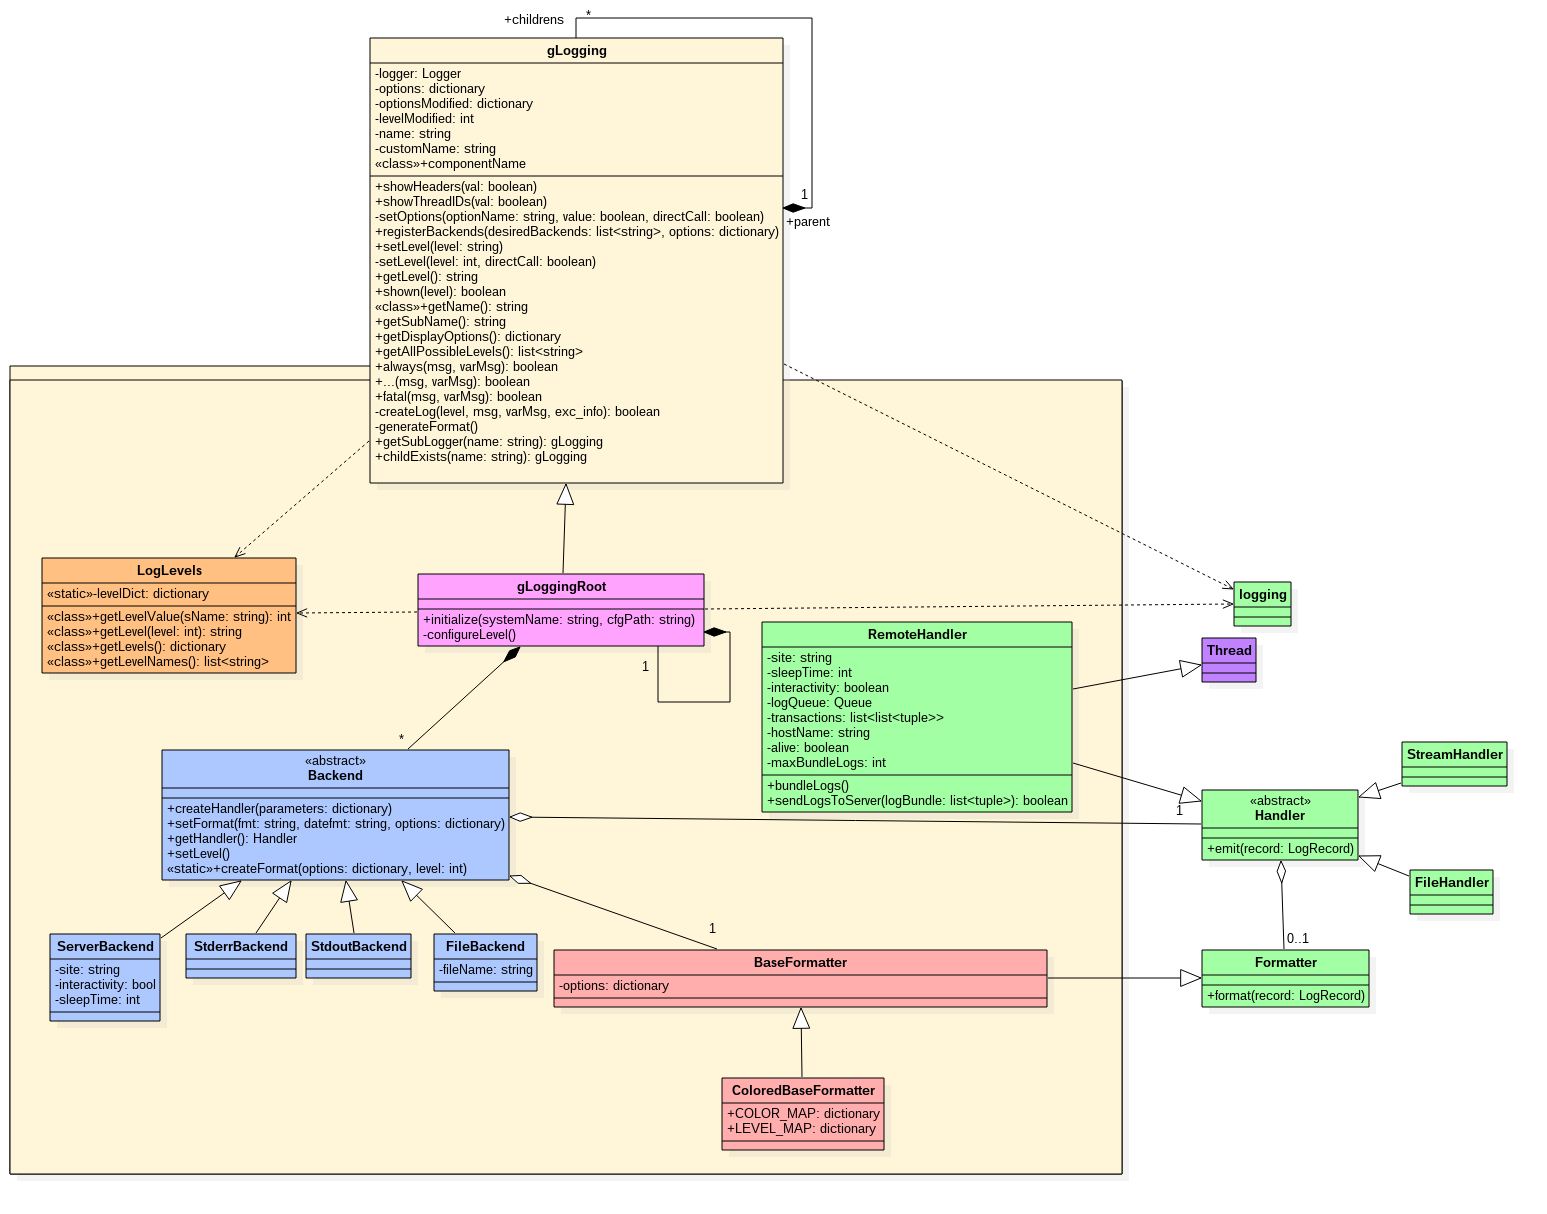 +childrens
*
gLogging
-logger: Logger
-options: dictionary
-optionsModified: dictionary
-levelModified: int
-name: string
-customName: string
«class»+componentName
+showHeaders(val: boolean)
+showThreadIDs(val: boolean)
-setOptions(optionName: string, value: boolean, directCall: boolean)
+registerBackends(desiredBackends: list<string>, options: dictionary)
+setLevel(level: string)
-setLevel(level: int, directCall: boolean)
+getLevel(): string
+shown(level): boolean
«class»+getName(): string
+getSubName(): string
+getDisplayOptions(): dictionary
+getAllPossibleLevels(): list<string>
+always(msg, varMsg): boolean
+...(msg, varMsg): boolean
+fatal(msg, varMsg): boolean
-createLog(level, msg, varMsg, exc_info): boolean
-generateFormat()
+getSubLogger(name: string): gLogging
+childExists(name: string): gLogging
1
+parent
LogLevels
«static»-levelDict: dictionary
«class»+getLevelValue(sName: string): int
«class»+getLevel(level: int): string
«class»+getLevels(): dictionary
«class»+getLevelNames(): list<string>
gLoggingRoot
+initialize(systemName: string, cfgPath: string)
-configureLevel()
1
*
logging
Thread
RemoteHandler
-site: string
-sleepTime: int
-interactivity: boolean
-logQueue: Queue
-transactions: list<list<tuple>>
-hostName: string
-alive: boolean
-maxBundleLogs: int
+bundleLogs()
+sendLogsToServer(logBundle: list<tuple>): boolean
«abstract»
Backend
+createHandler(parameters: dictionary)
+setFormat(fmt: string, datefmt: string, options: dictionary)
+getHandler(): Handler
+setLevel()
«static»+createFormat(options: dictionary, level: int)
1
«abstract»
Handler
+emit(record: LogRecord)
StreamHandler
FileHandler
ServerBackend
-site: string
-interactivity: bool
-sleepTime: int
StderrBackend
StdoutBackend
FileBackend
-fileName: string
1
BaseFormatter
-options: dictionary
0..1
Formatter
+format(record: LogRecord)
ColoredBaseFormatter
+COLOR_MAP: dictionary
+LEVEL_MAP: dictionary